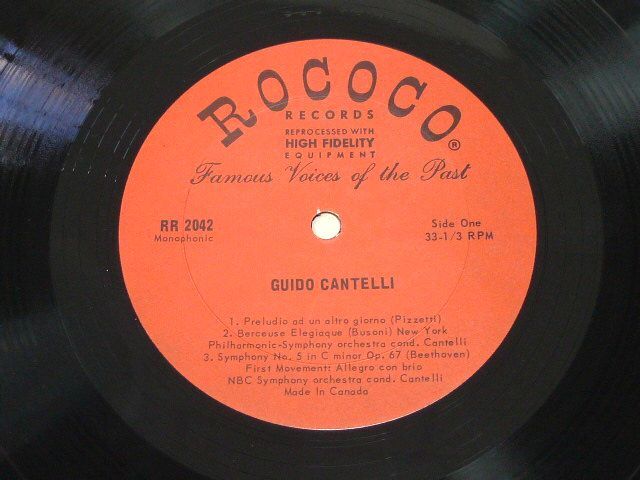 ROCOCO
RECORDS
REPROCESSED WITH
HIGH FIDELITY
EQUIPMENT
®
Famous Voices of the Past
RR 2042
Monophonic
Side One
33-1/3 RPM
GUIDO CANTELLI
1. Preludio ad un altro giorno (Pizzetti)
2. Berceuse Elegiaque (Busoni) New York
Philharmonic-Symphony orchestra cond. Cantelli
3. Symphony No. 5 in C minor Op. 67 (Beethoven)
First Movement: Allegro con brio
NBC Symphony orchestra cond. Cantelli
Made In Canada